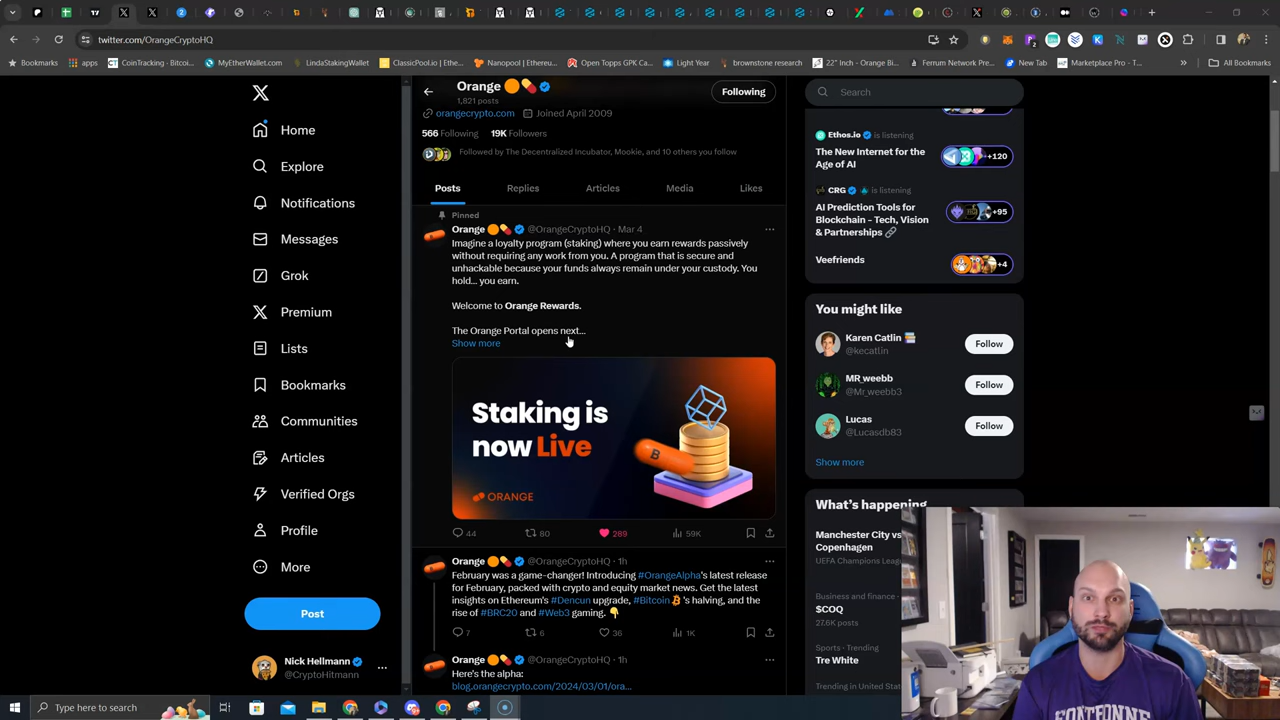 twitter.com/OrangeCryptoHQ
Bookmarks
apps
CoinTracking · Bitcoi...
MyEtherWallet.com
LindaStakingWallet
ClassicPool.io | Ethe...
Nanopool | Ethereu...
Open Topps GPK Ca...
Light Year
brownestone research
22" Inch - Orange Bi...
Ferrum Network Pre...
New Tab
Marketplace Pro - T...
All Bookmarks
Home
Explore
Notifications
Messages
Grok
Premium
Lists
Bookmarks
Communities
Articles
Verified Orgs
Profile
More
Post
Nick Hellmann
@CryptoHitmann
Orange
1,821 posts
Following
orangecrypto.com Joined April 2009
566 Following 19K Followers
Followed by The Decentralized Incubator, Mookie, and 10 others you follow
Posts Replies Articles Media Likes
Pinned
Orange @OrangeCryptoHQ · Mar 4
Imagine a loyalty program (staking) where you earn rewards passively
without requiring any work from you. A program that is secure and
unhackable because your funds always remain under your custody. You
hold... you earn.
Welcome to Orange Rewards.
The Orange Portal opens next...
Show more
Staking is
now Live
B
ORANGE
44 80 289 59K
Orange @OrangeCryptoHQ · 1h
February was a game-changer! Introducing #OrangeAlpha's latest release
for February, packed with crypto and equity market news. Get the latest
insights on Ethereum's #Dencun upgrade, #Bitcoin 's halving, and the
rise of #BRC20 and #Web3 gaming.
7 6 36 1K
Orange @OrangeCryptoHQ · 1h
Here's the alpha:
blog.orangecrypto.com/2024/03/01/ora...
Search
Ethos.io is listening
The New Internet for the
Age of AI
+120
CRG is listening
AI Prediction Tools for
Blockchain - Tech, Vision
& Partnerships
+95
Veefriends
+4
You might like
Karen Catlin
@kecatlin
Follow
MR_weebb
@Mr_weebb3
Follow
Lucas
@Lucasdb83
Follow
Show more
What's happening
Manchester City vs
Copenhagen
UEFA Champions Leagu
Business and finance ·
$COQ
27.6K posts
Sports · Trending
Tre White
Trending in United States
Type here to search